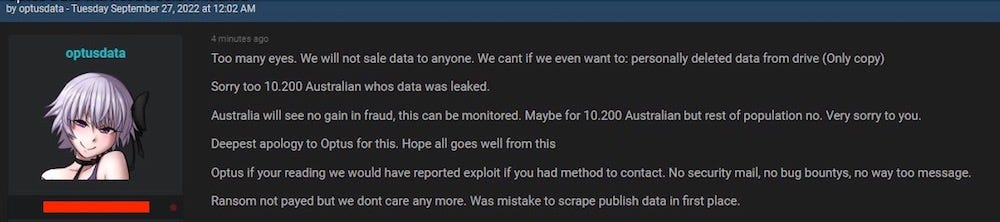 by optusdata - Tuesday September 27, 2022 at 12:02 AM
optusdata
4 minutes ago
Too many eyes. We will not sale data to anyone. We cant if we even want to: personally deleted data from drive (Only copy)
Sorry too 10.200 Australian whos data was leaked.
Australia will see no gain in fraud, this can be monitored. Maybe for 10.200 Australian but rest of population no. Very sorry to you.
Deepest apology to Optus for this. Hope all goes well from this
Optus if your reading we would have reported exploit if you had method to contact. No security mail, no bug bountys, no way too message.
Ransom not payed but we dont care any more. Was mistake to scrape publish data in first place.